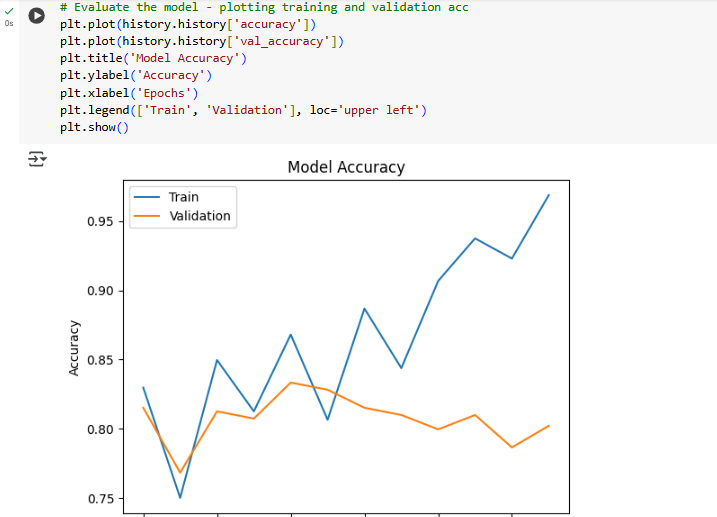 # Evaluate the model - plotting training and validation acc
plt.plot(history.history['accuracy'])
plt.plot(history.history['val_accuracy'])
plt.title('Model Accuracy')
plt.ylabel('Accuracy')
plt.xlabel('Epochs')
plt.legend(['Train', 'Validation'], loc='upper left')
plt.show()
0s
Model Accuracy
Train
Validation
0.95
0.90
0.85
0.80
0.75
Accuracy